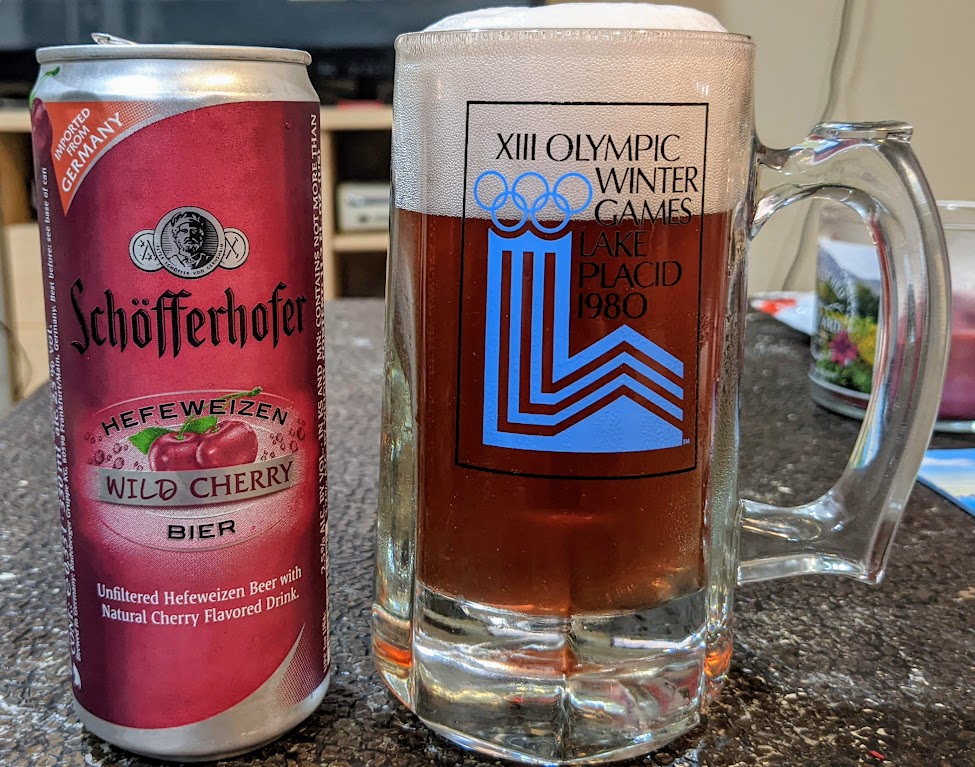 IMPORTED
FROM
GERMANY
Schöfferhofer
HEFEWEIZEN
WILD CHERRY
BIER
Unfiltered Hefeweizen Beer with
Natural Cherry Flavored Drink.
XIII OLYMPIC
WINTER
GAMES
LAKE
PLACID
1980
TM